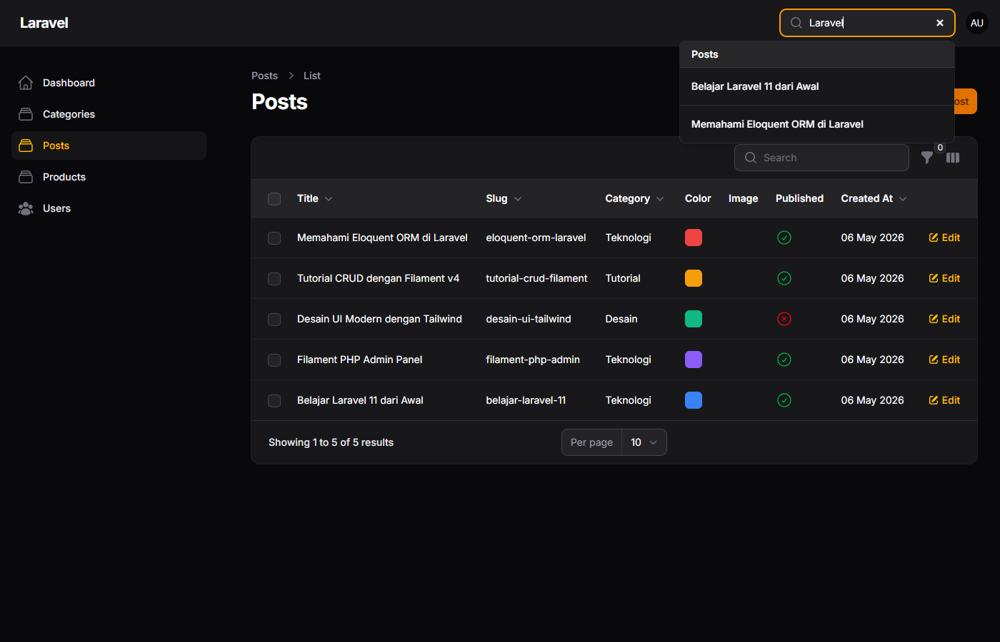 Laravel
Laravel
AU
Posts
Belajar Laravel 11 dari Awal
Memahami Eloquent ORM di Laravel
Dashboard
Categories
Posts
Products
Users
Posts List
Posts
ost
Search
0
Title Slug Category Color Image Published Created At
Memahami Eloquent ORM di Laravel eloquent-orm-laravel Teknologi 06 May 2026 Edit
Tutorial CRUD dengan Filament v4 tutorial-crud-filament Tutorial 06 May 2026 Edit
Desain UI Modern dengan Tailwind desain-ui-tailwind Desain 06 May 2026 Edit
Filament PHP Admin Panel filament-php-admin Teknologi 06 May 2026 Edit
Belajar Laravel 11 dari Awal belajar-laravel-11 Teknologi 06 May 2026 Edit
Showing 1 to 5 of 5 results
Per page 10